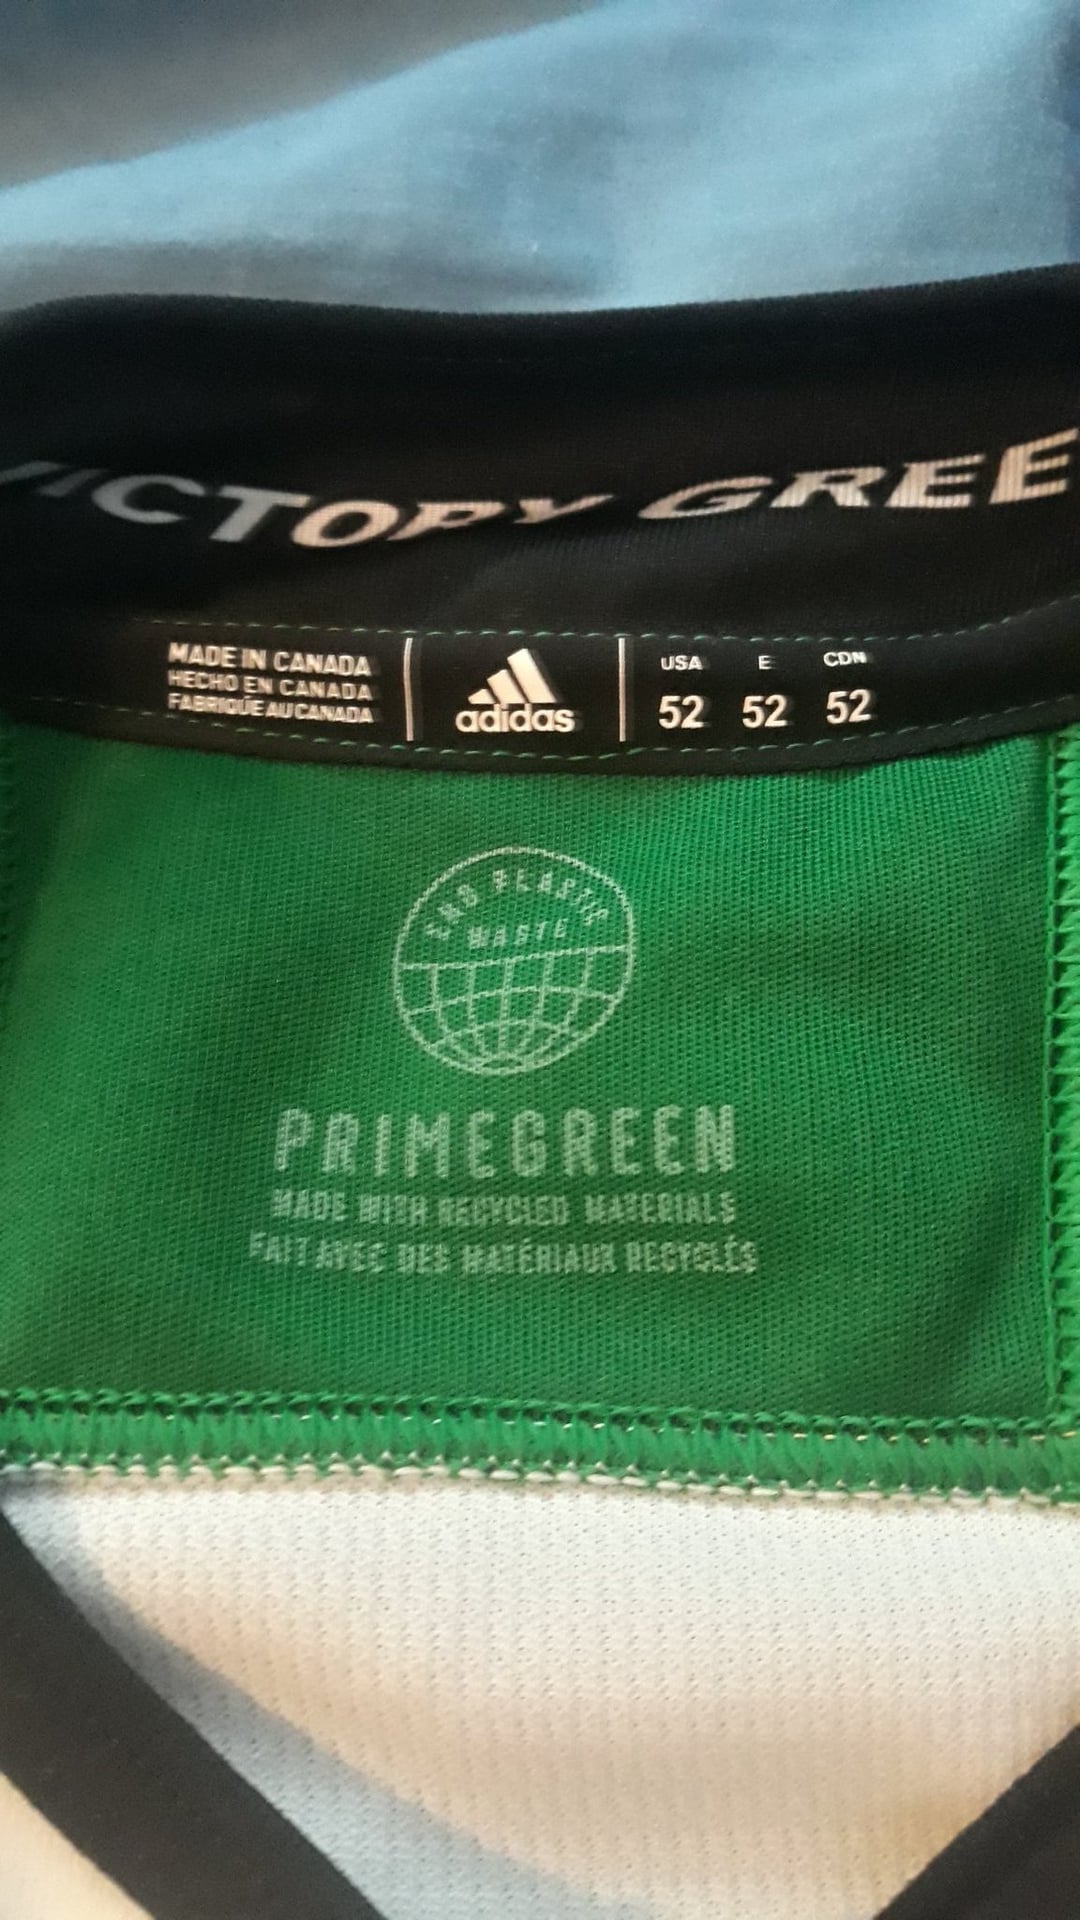 VICTORY GREE
MADE IN CANADA
HECHO EN CANADA
FABRIQUE AU CANADA
adidas
USA E CDN
52 52 52
END PLASTIC
WASTE
PRIMEGREEN
MADE WITH RECYCLED MATERIALS
FAIT AVEC DES MATÉRIAUX RECYCLÉS